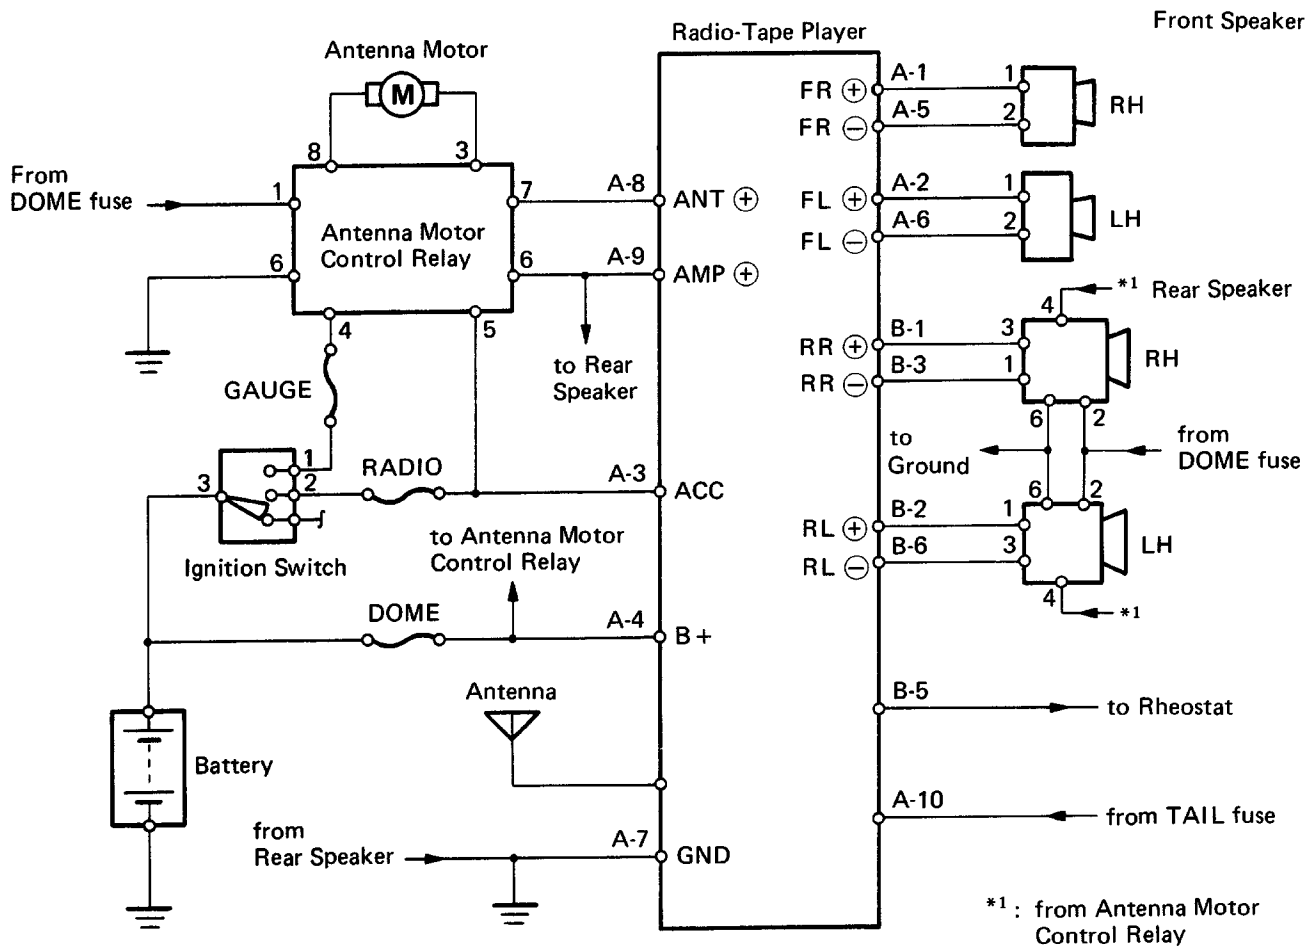 Front Speaker
Radio-Tape Player
Antenna Motor
M
8
3
From
DOME fuse
1
7
A-8
ANT ⊕
Antenna Motor
Control Relay
6
6
A-9
AMP ⊕
4
5
to Rear
Speaker
GAUGE
1
2
3
RADIO
A-3
ACC
Ignition Switch
to Antenna Motor
Control Relay
DOME
A-4
B+
Antenna
Battery
from
Rear Speaker
A-7
GND
FR ⊕
A-1
1
FR ⊖
A-5
2
RH
FL ⊕
A-2
1
FL ⊖
A-6
2
LH
4
*1 Rear Speaker
RR ⊕
B-1
3
RR ⊖
B-3
1
RH
6
2
to
Ground
from
DOME fuse
6
2
RL ⊕
B-2
1
RL ⊖
B-6
3
LH
4
*1
B-5
to Rheostat
A-10
from TAIL fuse
*1 : from Antenna Motor
Control Relay